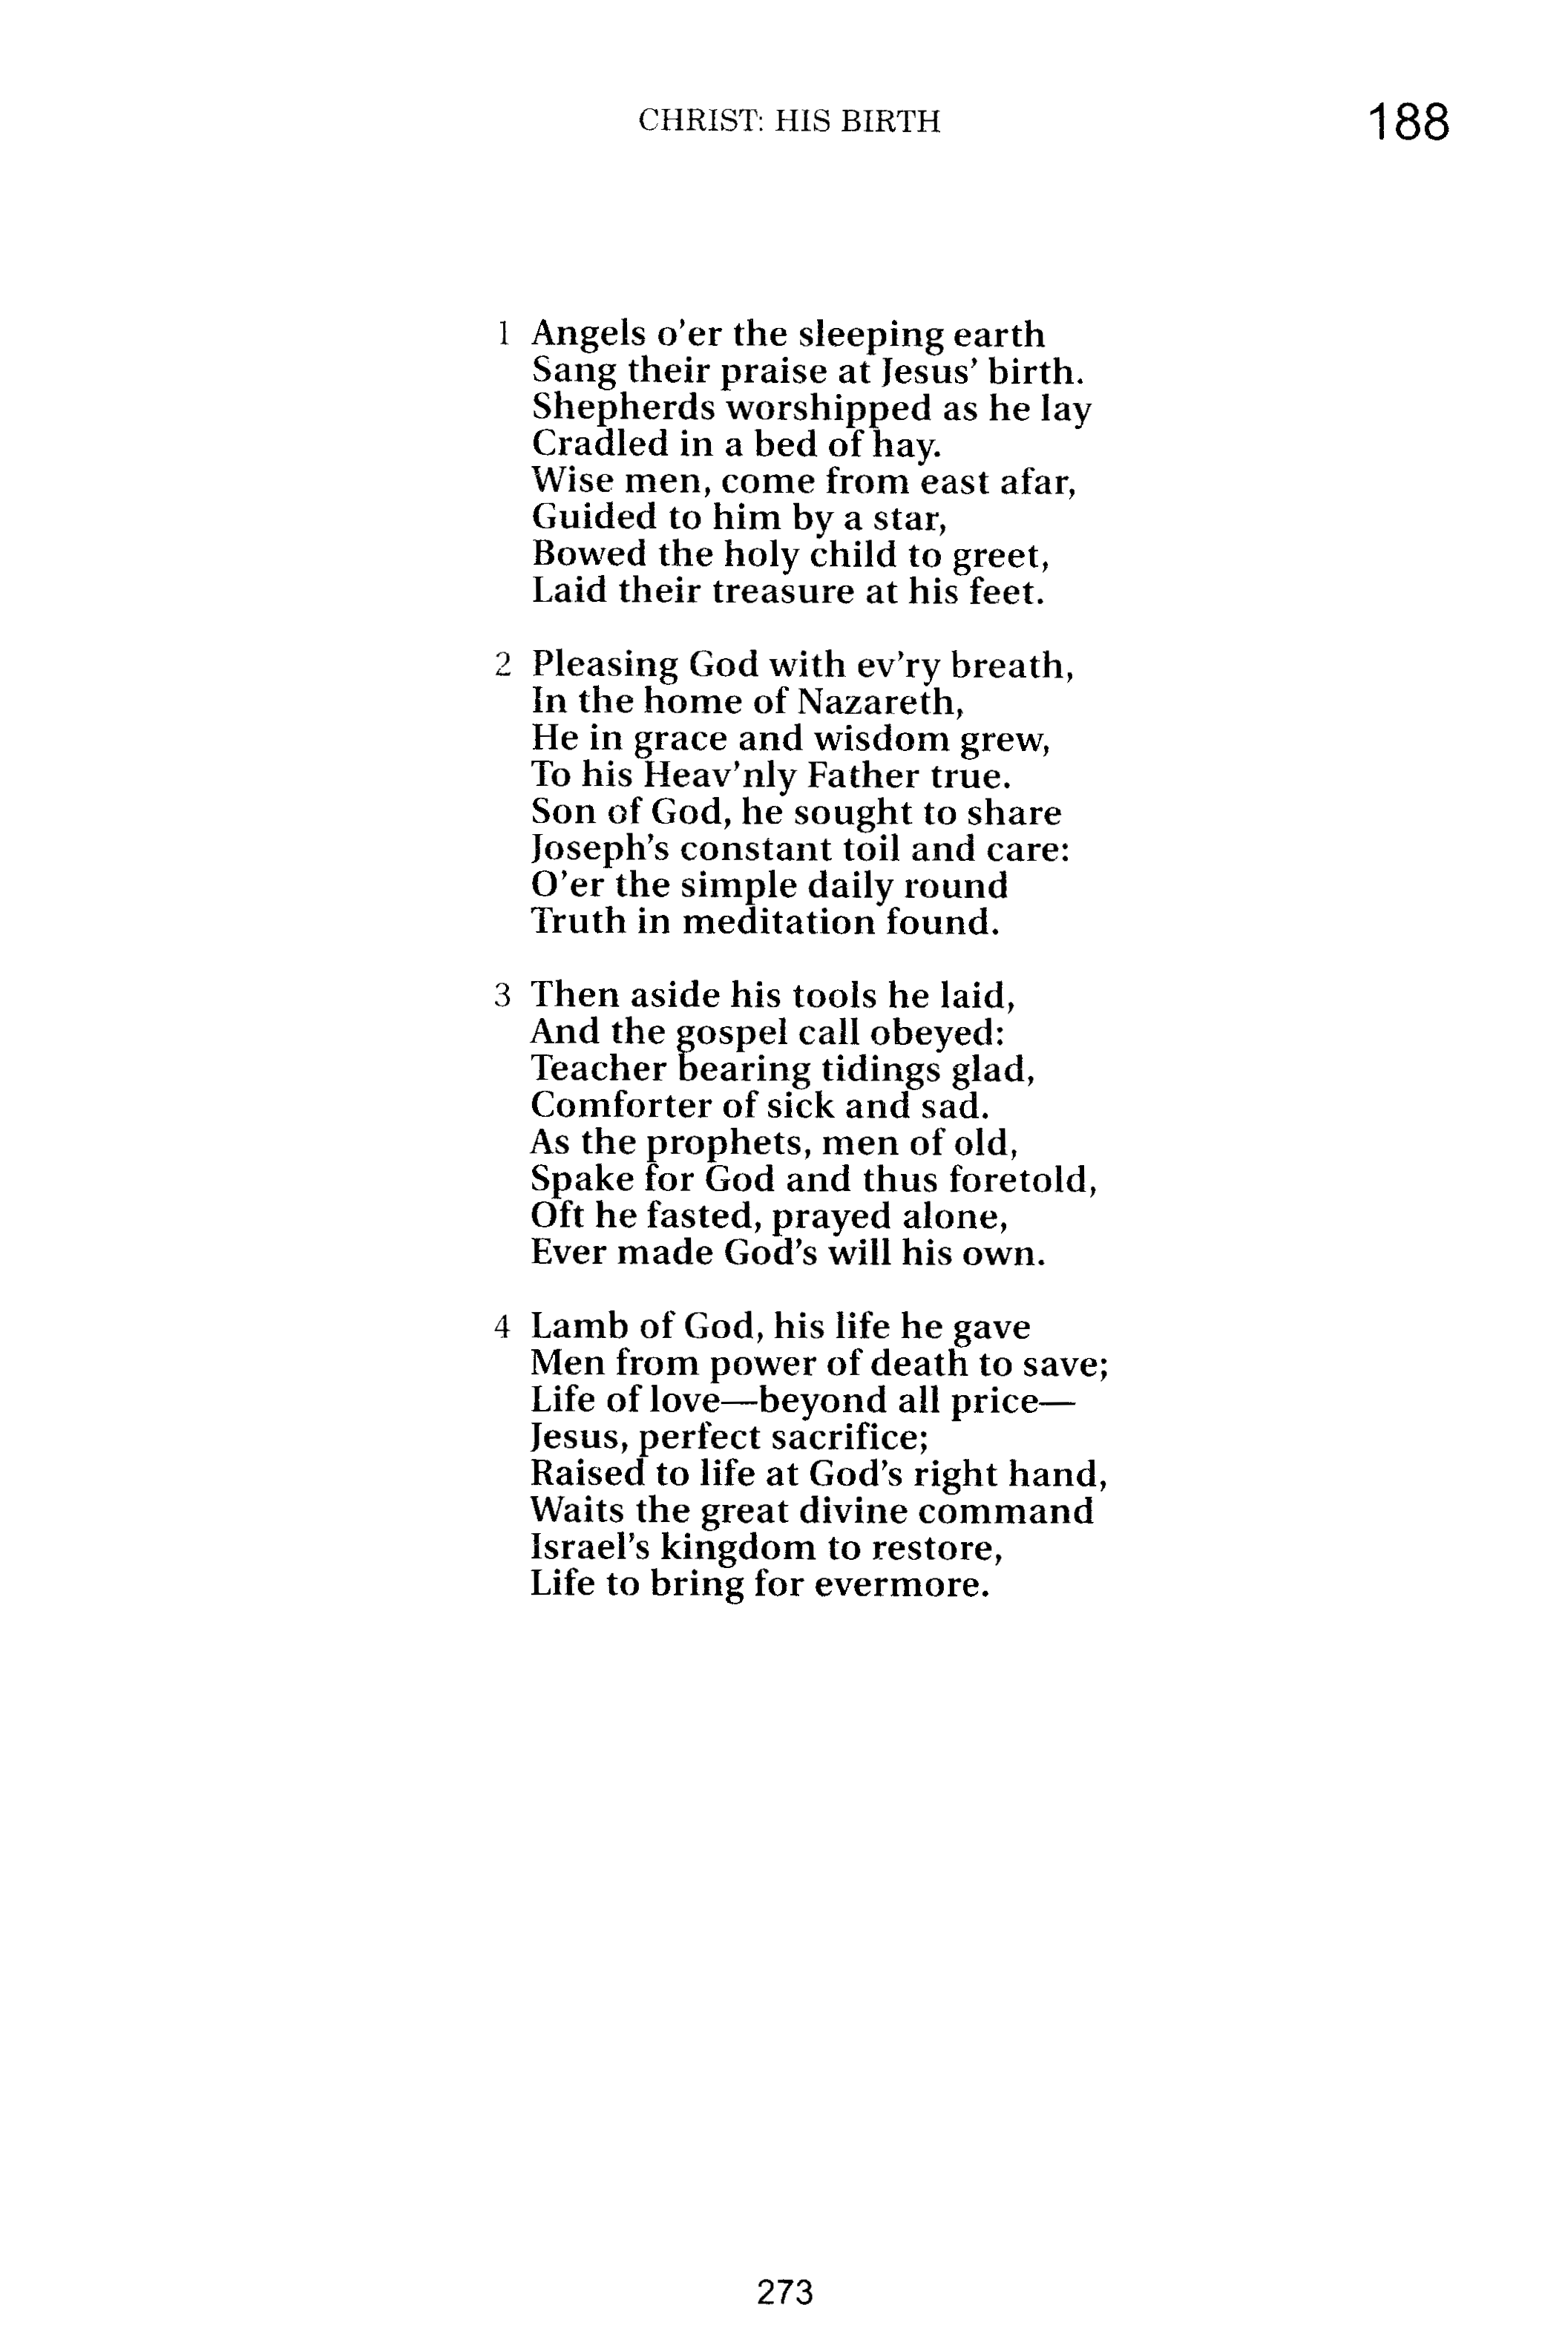 CHRIST: HIS BIRTH 188
1 Angels o’er the sleeping earth
Sang their praise at Jesus’ birth.
Shepherds worshipped as he lay
Cradled in a bed of hay.
Wise men, come from east afar,
Guided to him by a star,
Bowed the holy child to greet,
Laid their treasure at his feet.
2 Pleasing God with ev’ry breath,
In the home of Nazareth,
He in grace and wisdom grew,
To his Heav’nly Father true.
Son of God, he sought to share
Joseph’s constant toil and care:
O’er the simple daily round
Truth in meditation found.
3 Then aside his tools he laid,
And the gospel call obeyed:
Teacher bearing tidings glad,
Comforter of sick and sad.
As the prophets, men of old,
Spake for God and thus foretold,
Oft he fasted, prayed alone,
Ever made God’s will his own.
4 Lamb of God, his life he gave
Men from power of death to save;
Life of love—beyond all price—
Jesus, perfect sacrifice;
Raised to life at God’s right hand,
Waits the great divine command
Israel’s kingdom to restore,
Life to bring for evermore.
273